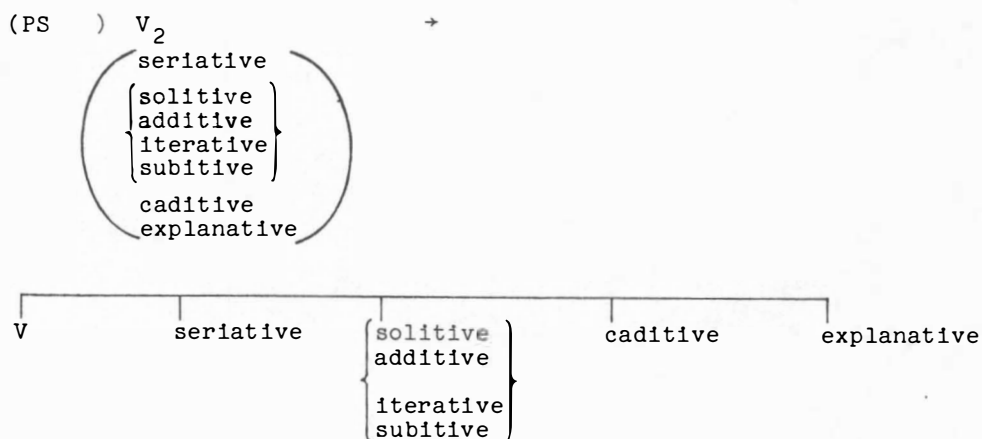 (PS ) V2 →
seriative
solitive
additive
iterative
subitive
caditive
explanative
V seriative solitive caditive explanative
additive
iterative
subitive